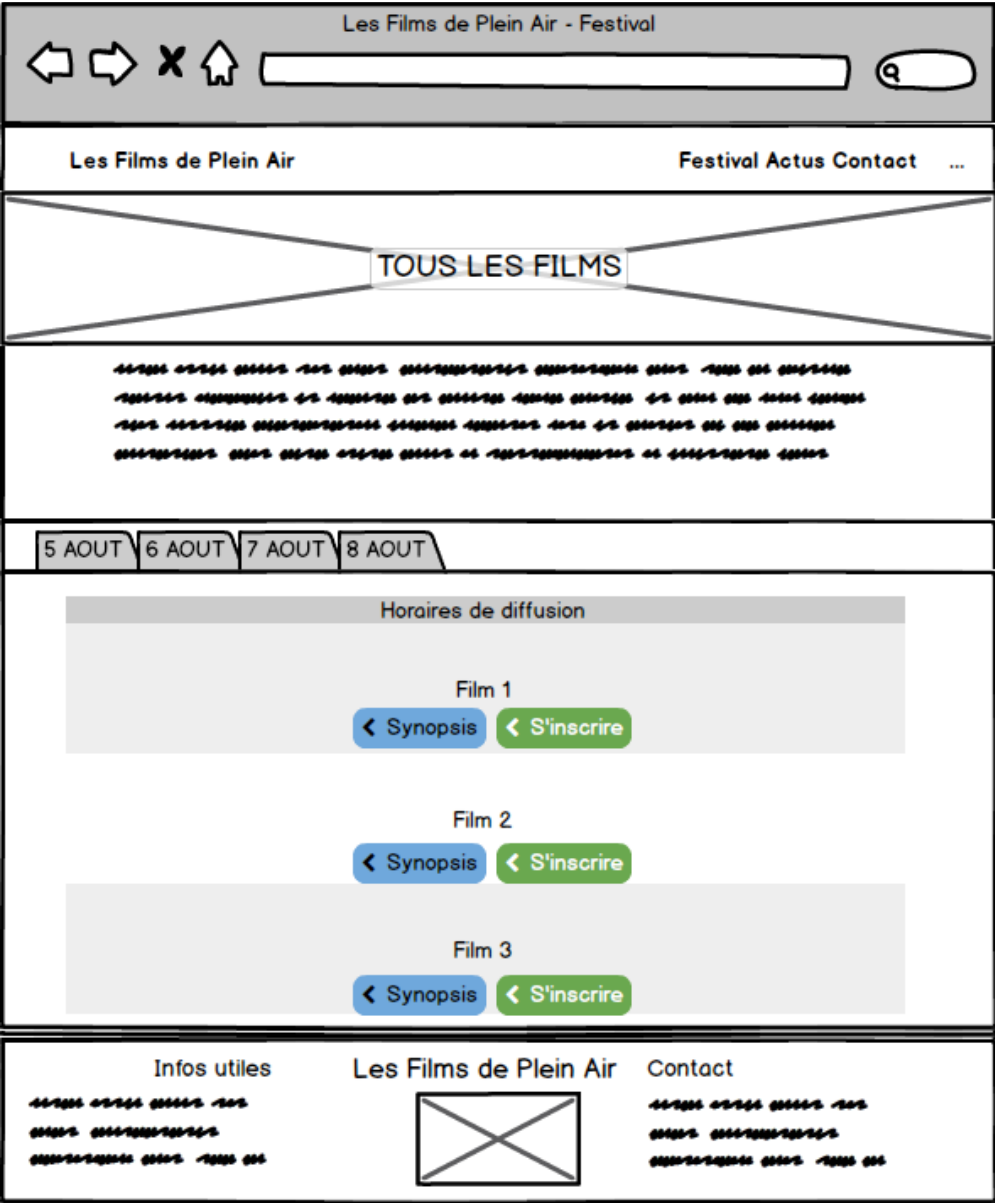 Les Films de Plein Air - Festival
Les Films de Plein Air
Festival Actus Contact ...
TOUS LES FILMS
5 AOUT 6 AOUT 7 AOUT 8 AOUT
Horaires de diffusion
Film 1
Synopsis S'inscrire
Film 2
Synopsis S'inscrire
Film 3
Synopsis S'inscrire
Infos utiles
Les Films de Plein Air
Contact